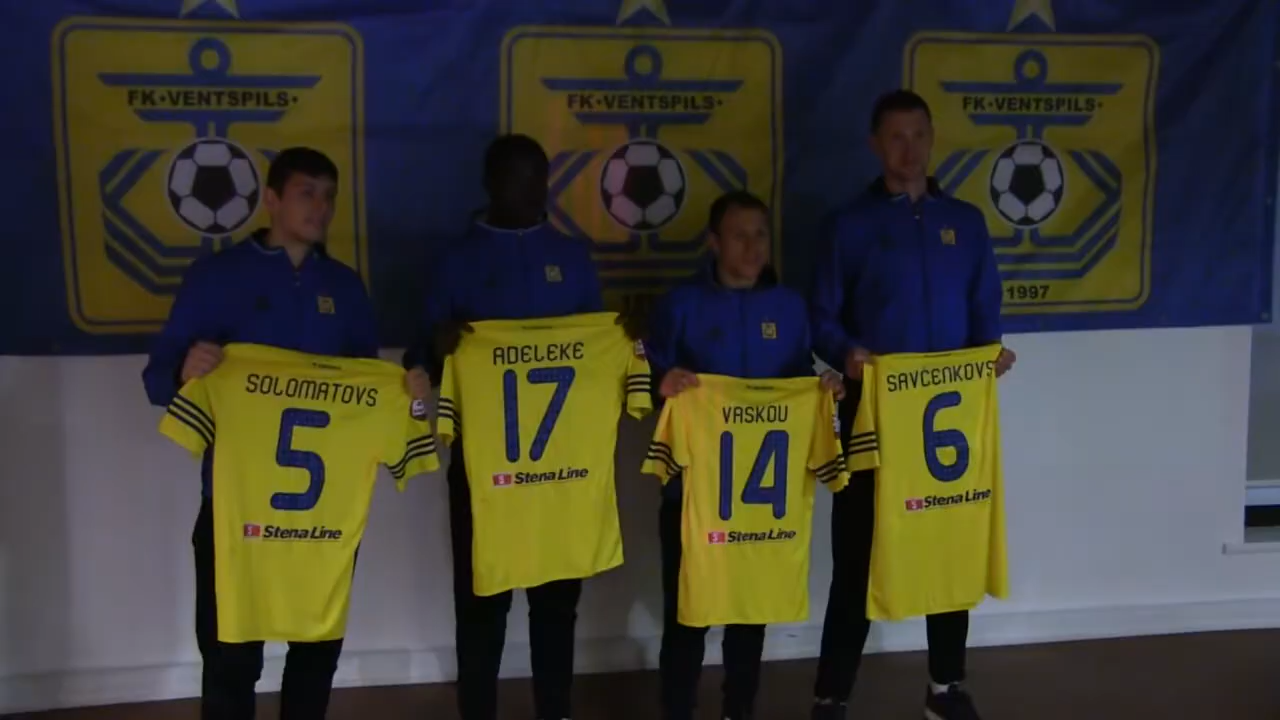 FK•VENTSPILS•
FK•VENTSPILS•
FK•VENTSPILS•
1997
SOLOMATOVS
5
Stena Line
ADELEKE
17
Stena Line
VASKOU
14
Stena Line
SAVČENKOVS
6
Stena Line